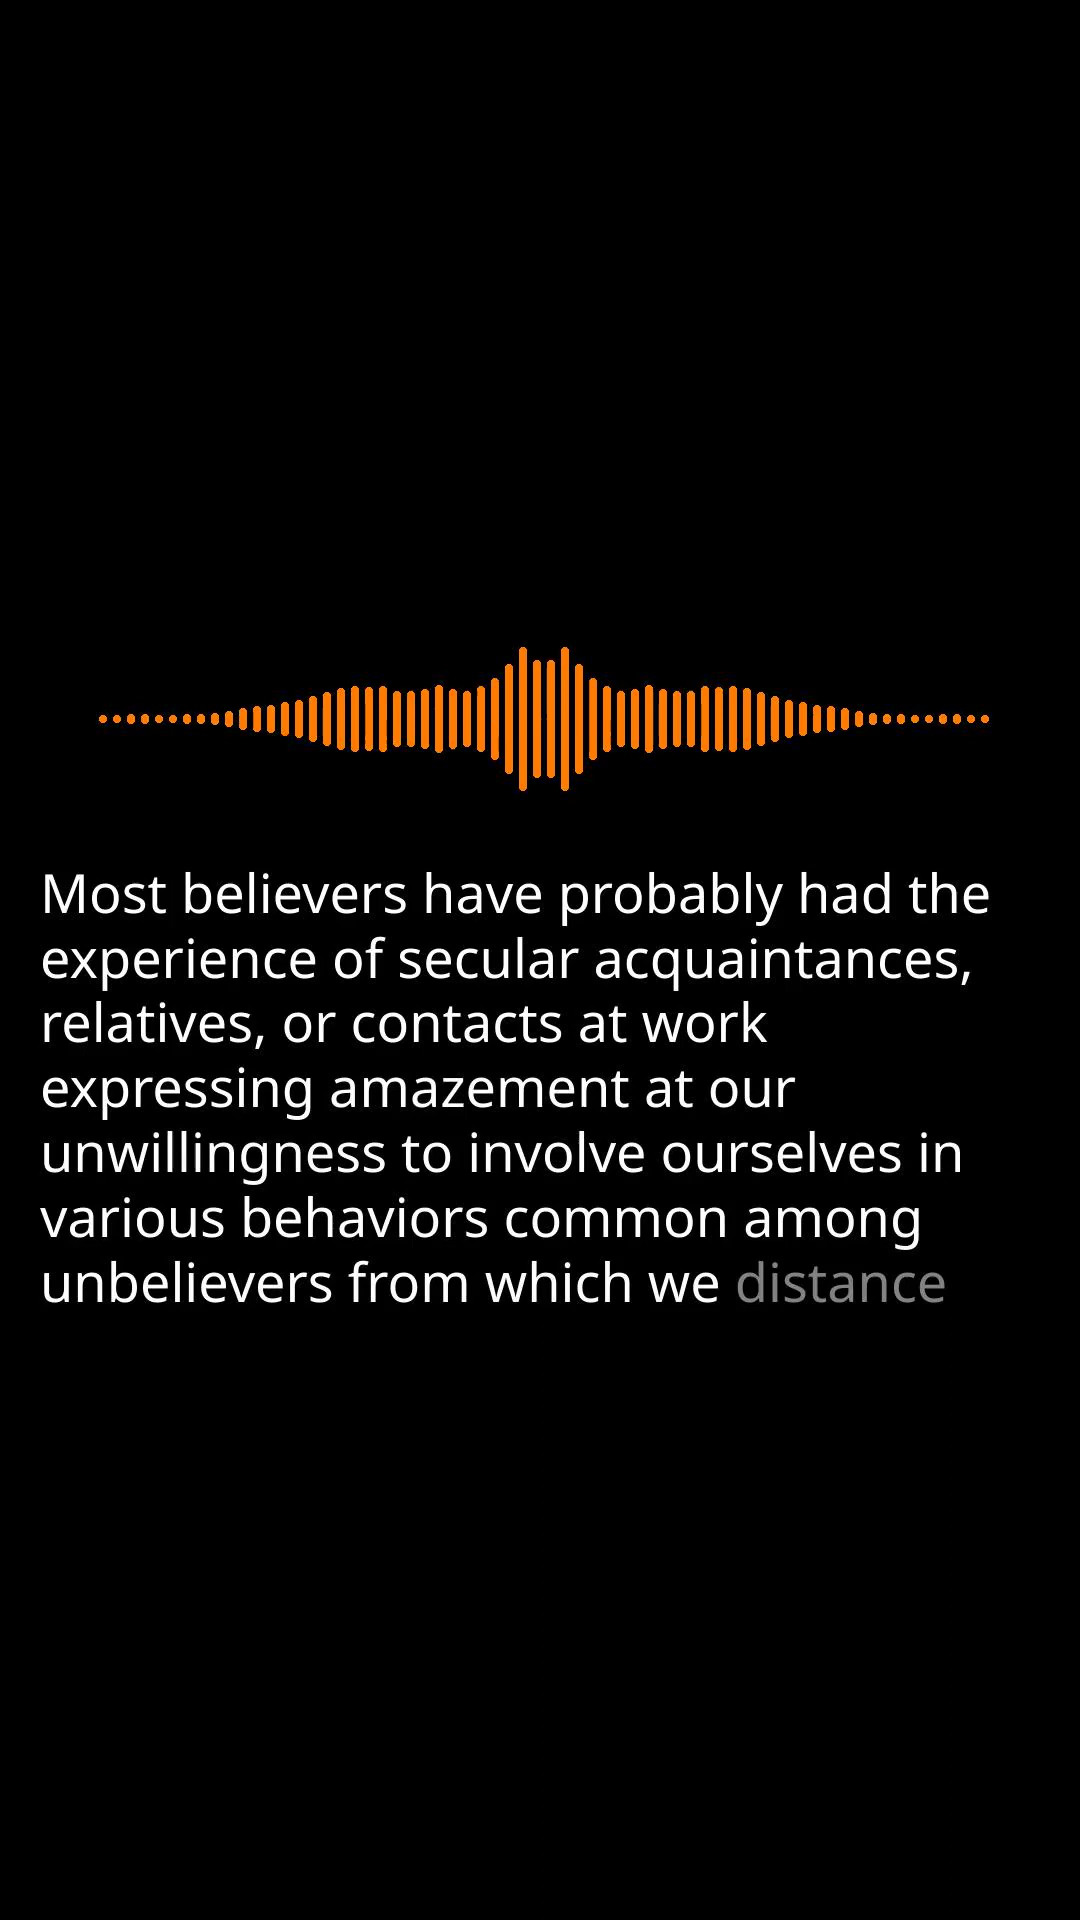 Most believers have probably had the
experience of secular acquaintances,
relatives, or contacts at work
expressing amazement at our
unwillingness to involve ourselves in
various behaviors common among
unbelievers from which we distance